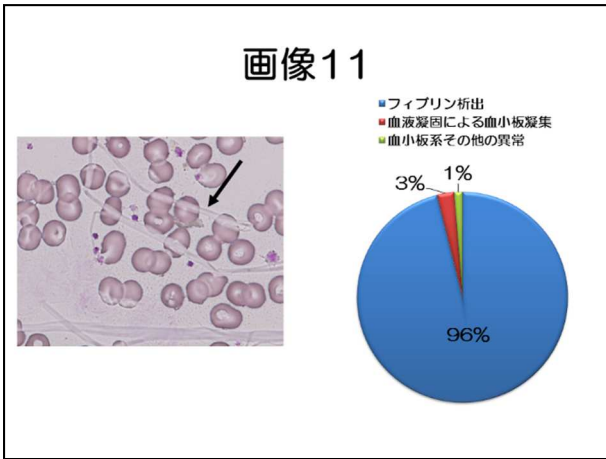 画像11
フィブリン析出
血液凝固による血小板凝集
血小板系その他の異常
3%
1%
96%